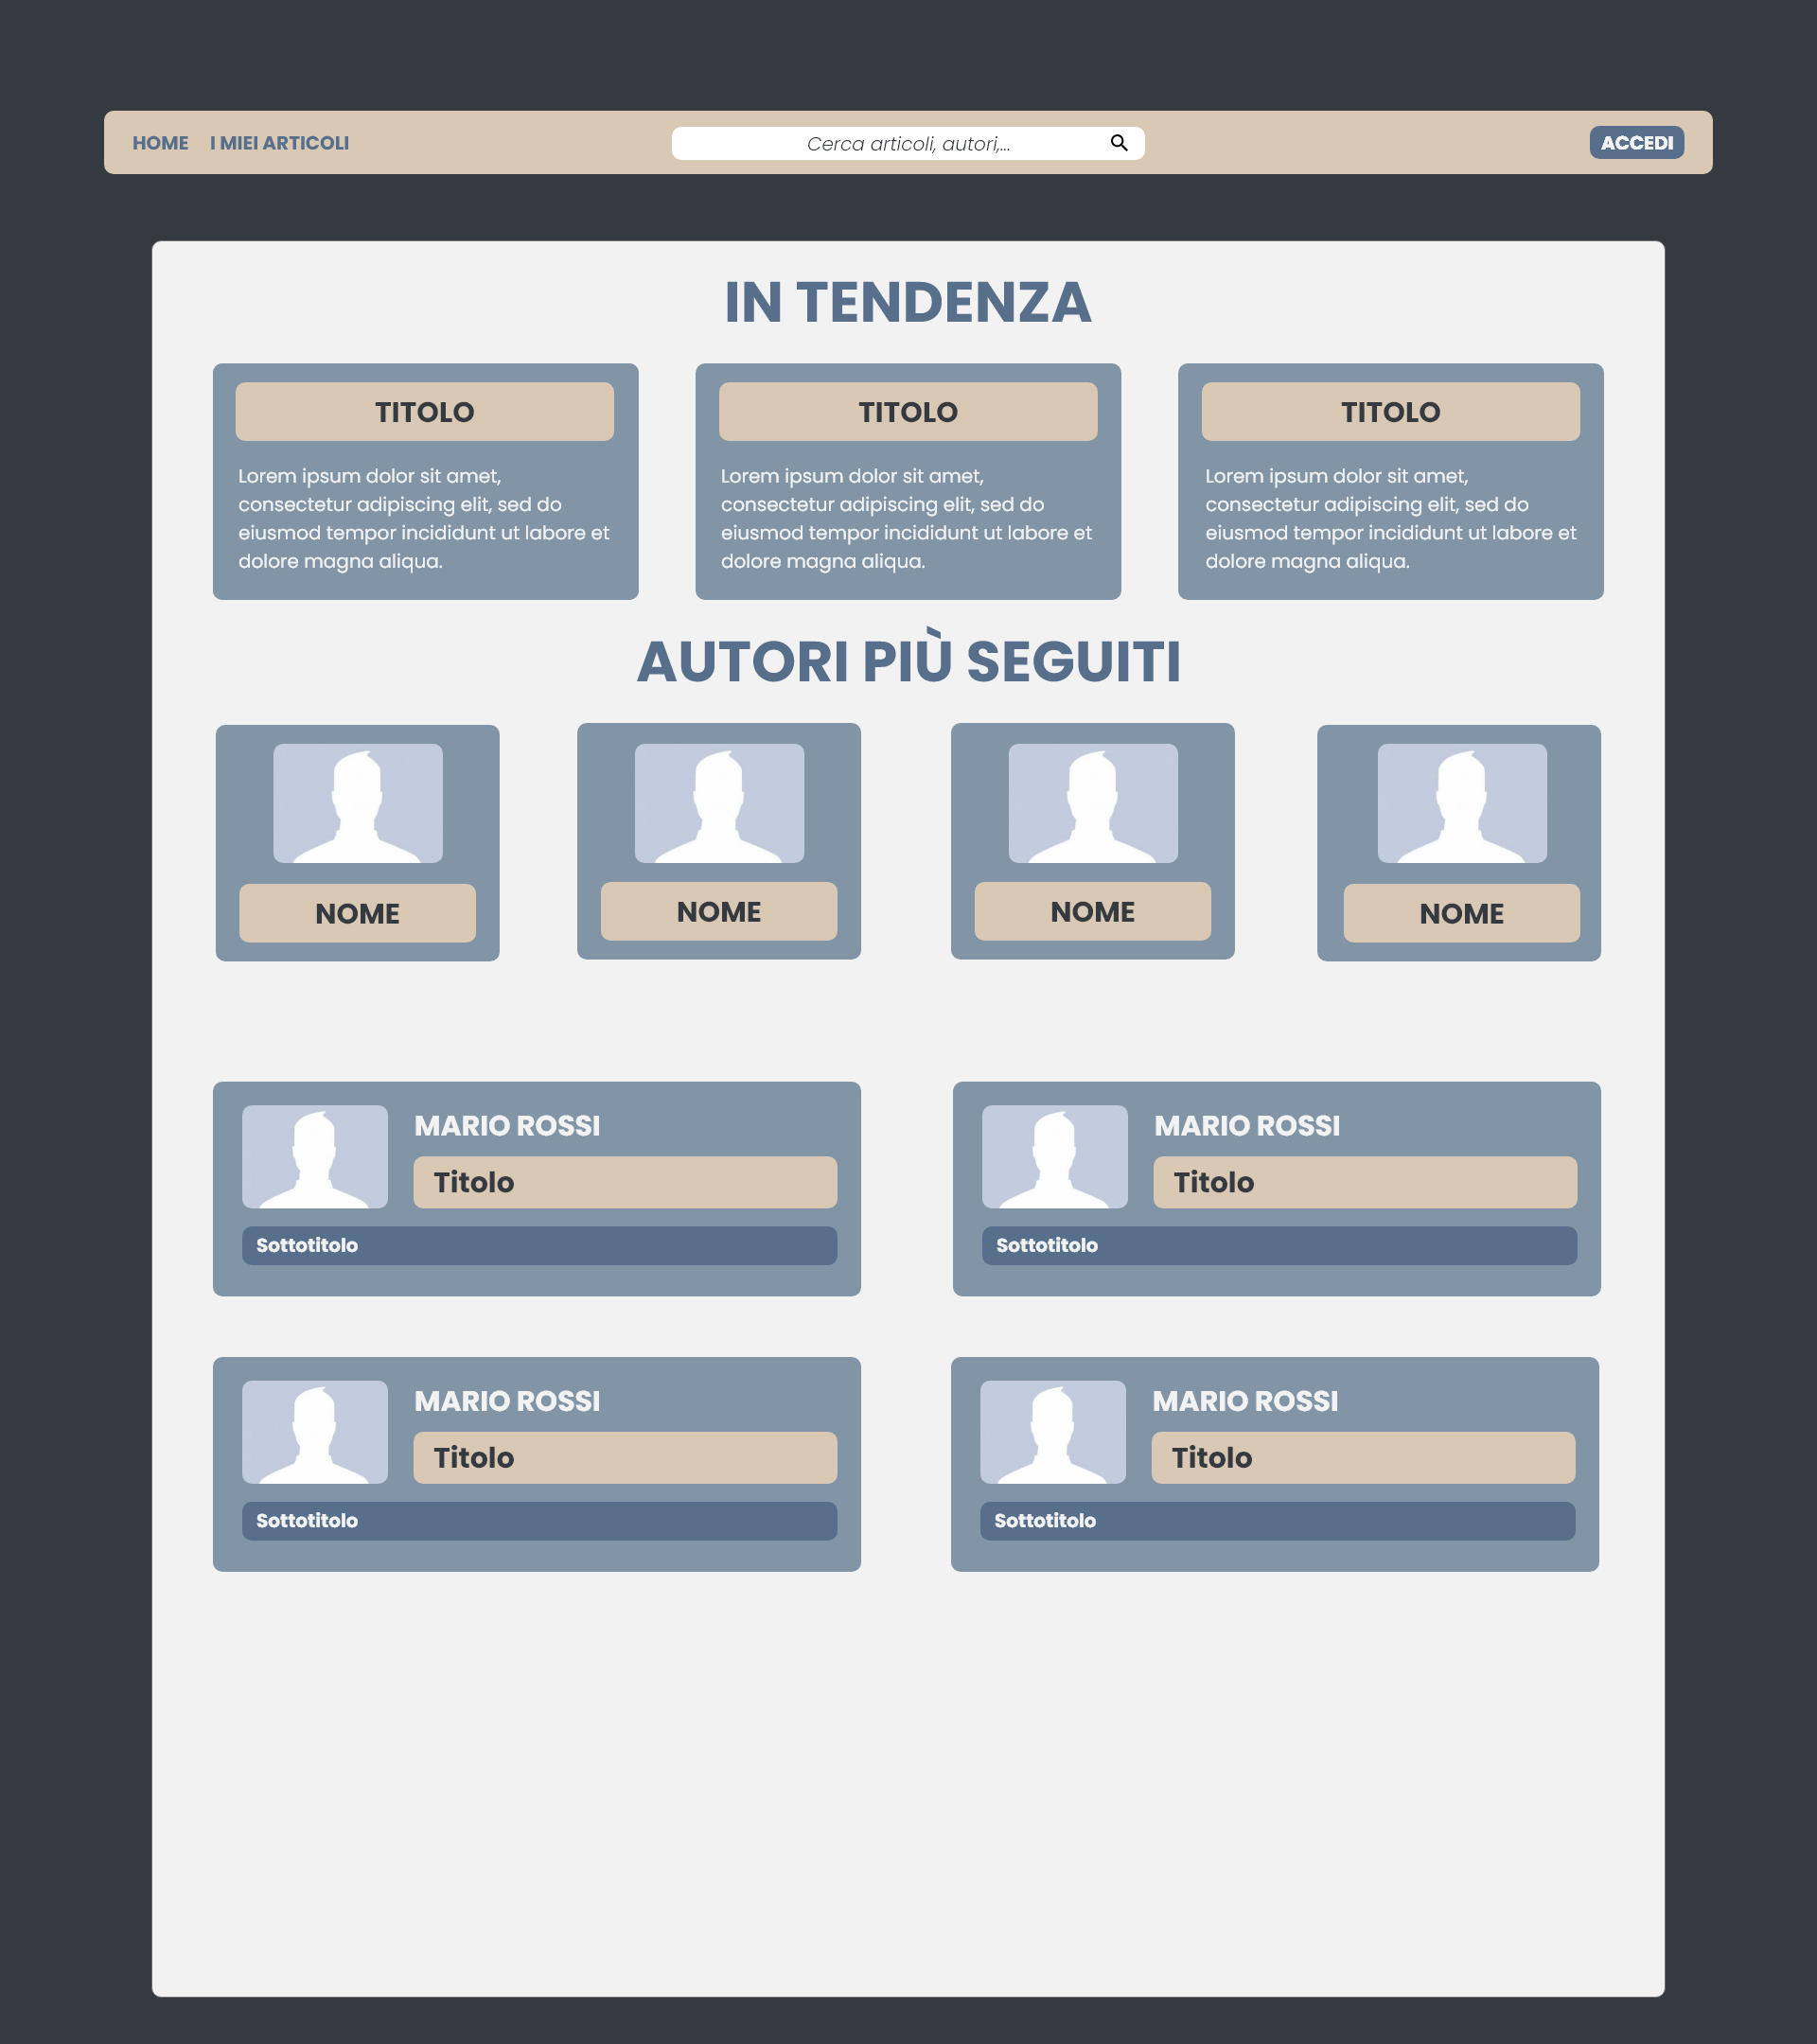 HOME I MIEI ARTICOLI Cerca articoli, autori,... ACCEDI
IN TENDENZA
TITOLO
Lorem ipsum dolor sit amet,
consectetur adipiscing elit, sed do
eiusmod tempor incididunt ut labore et
dolore magna aliqua.
TITOLO
Lorem ipsum dolor sit amet,
consectetur adipiscing elit, sed do
eiusmod tempor incididunt ut labore et
dolore magna aliqua.
TITOLO
Lorem ipsum dolor sit amet,
consectetur adipiscing elit, sed do
eiusmod tempor incididunt ut labore et
dolore magna aliqua.
AUTORI PIÙ SEGUITI
NOME
NOME
NOME
NOME
MARIO ROSSI
Titolo
Sottotitolo
MARIO ROSSI
Titolo
Sottotitolo
MARIO ROSSI
Titolo
Sottotitolo
MARIO ROSSI
Titolo
Sottotitolo